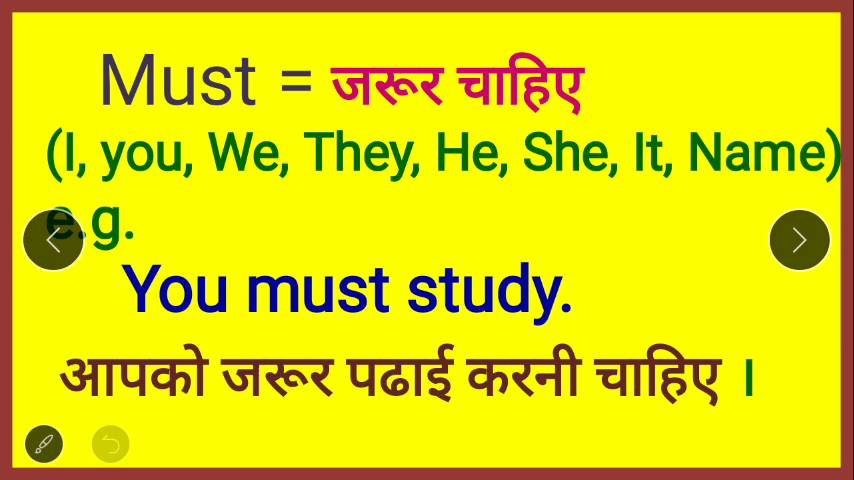 Must = जरूर चाहिए
(I, you, We, They, He, She, It, Name)
e.g.
You must study.
आपको जरूर पढाई करनी चाहिए ।